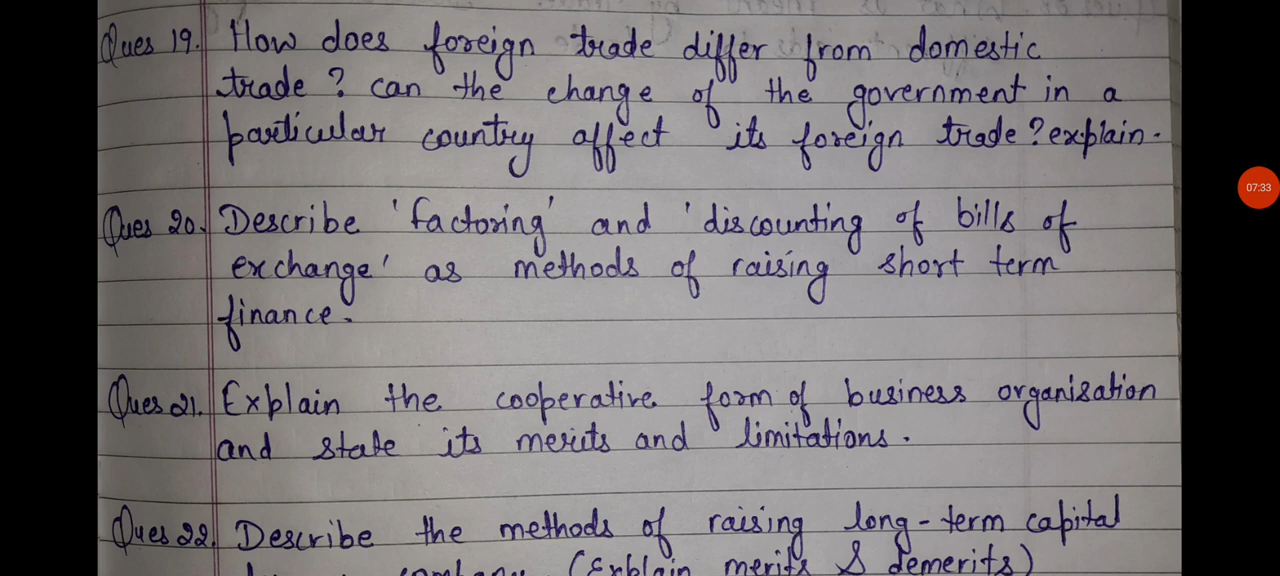 Ques 19. How does foreign trade differ from domestic
trade ? can the change of the government in a
particular country affect its foreign trade ? explain.
07:33
Ques 20. Describe 'factoring' and 'discounting of bills of
exchange' as methods of raising short term
finance.
Ques 21. Explain the cooperative form of business organisation
and state its merits and limitations.
Ques 22. Describe the methods of raising long-term capital
company (Explain merits & demerits)